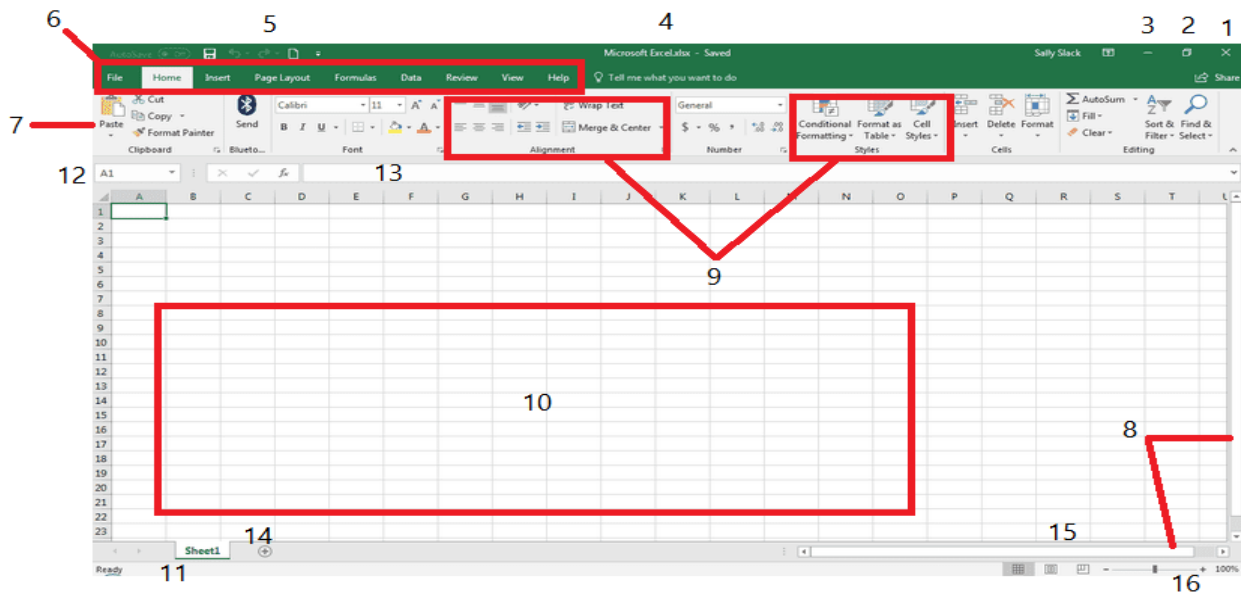 6 5 4 3 2 1
AutoSave Off Microsoft Excel.xlsx - Saved Sally Slack
File Home Insert Page Layout Formulas Data Review View Help Tell me what you want to do Share
7 Paste Cut Copy Format Painter Clipboard
Send Blueto...
Calibri 11 A A B I U A Font
Wrap Text Merge & Center Alignment
General $ % , Number
Conditional Formatting Format as Table Cell Styles Styles
Insert Delete Format Cells
AutoSum Fill Clear Sort & Filter Find & Select Editing
12 A1 fx 13
A B C D E F G H I J K L N O P Q R S T U
1
2
3
4
5
9
6
7
8
9
10
11
12
13
10
14
15
16
8
17
18
19
20
21
22
23
14 15
Sheet1
Ready 11 100%
16